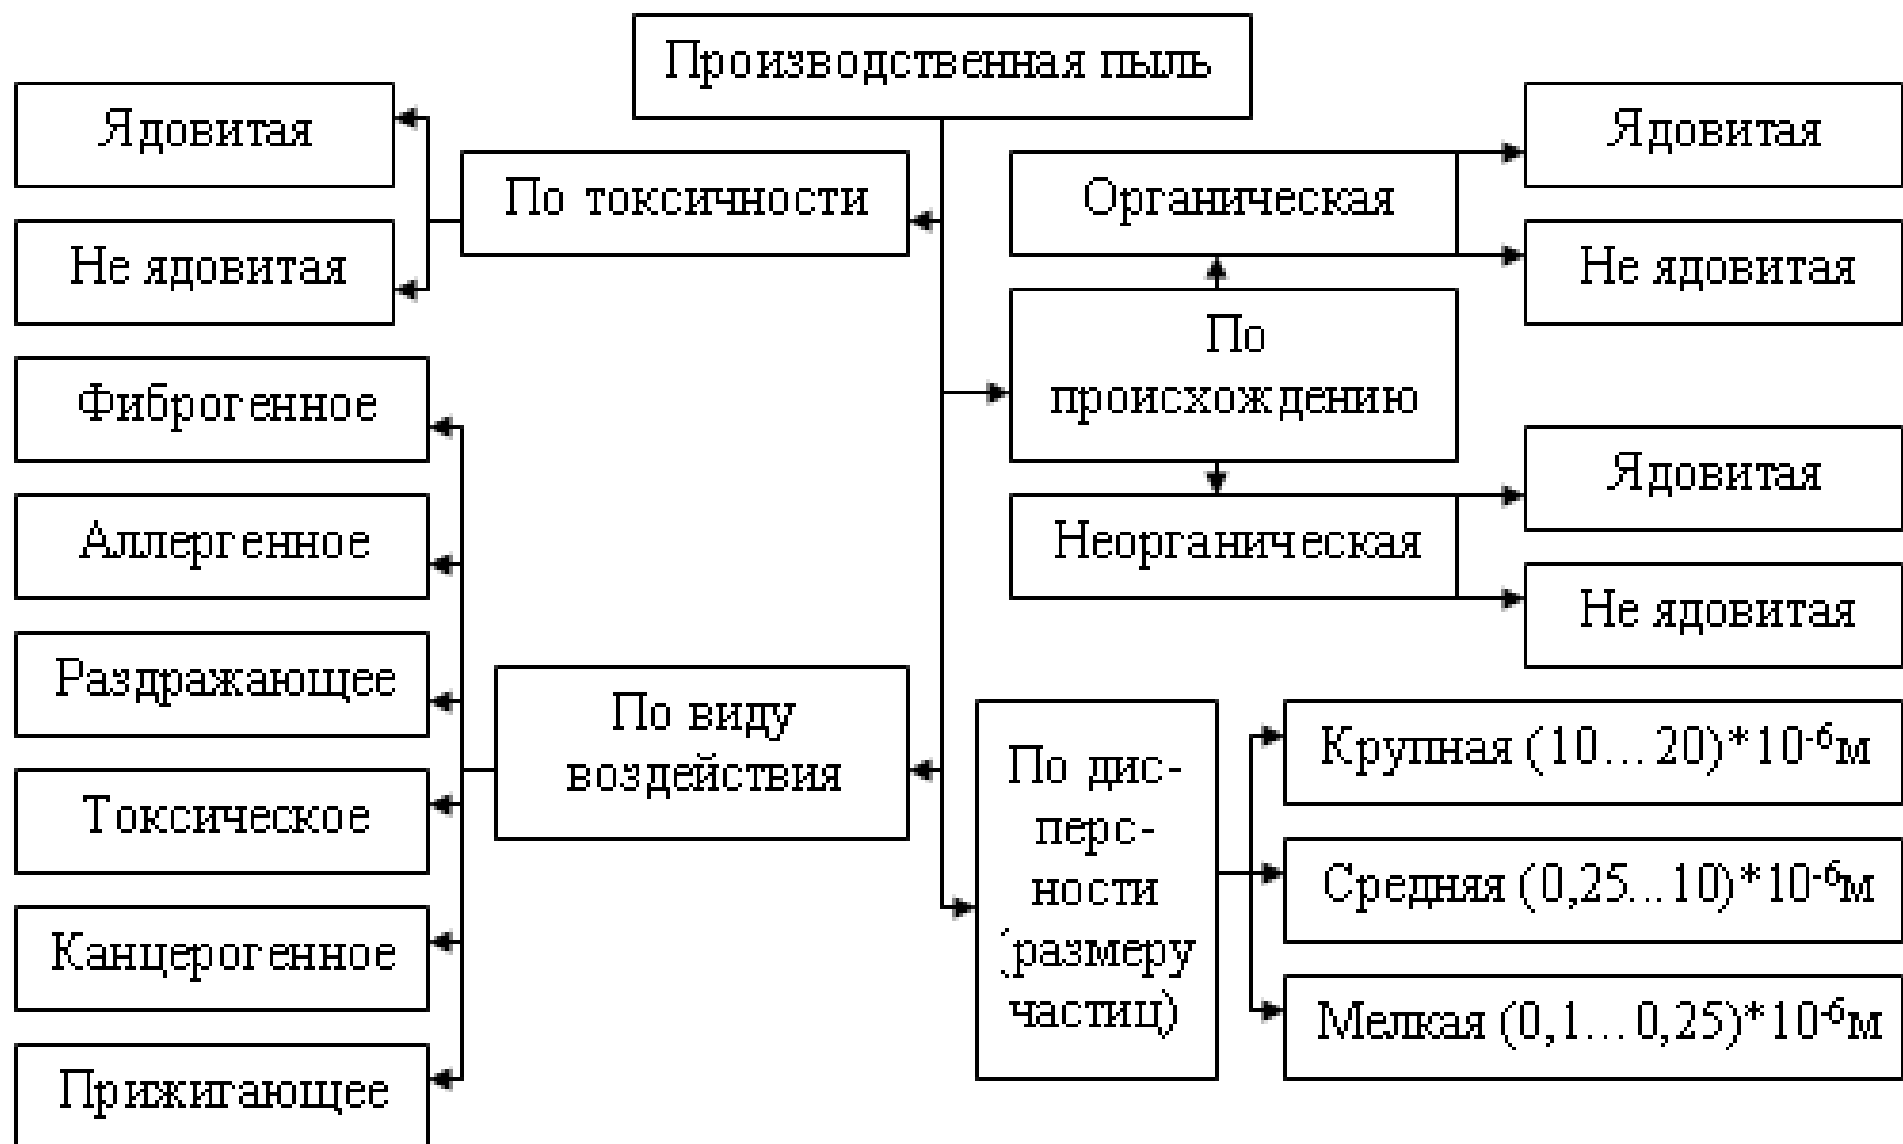 Производственная пыль
Ядовитая
Не ядовитая
По токсичности
Органическая
Ядовитая
Не ядовитая
По
происхождению
Неорганическая
Ядовитая
Не ядовитая
Фиброгенное
Аллергенное
Раздражающее
Токсическое
Канцерогенное
Прижигающее
По виду
воздействия
По дис-
перс-
ности
(размеру
частиц)
Крупная (10...20)*10⁻⁶м
Средняя (0,25...10)*10⁻⁶м
Мелкая (0,1...0,25)*10⁻⁶м